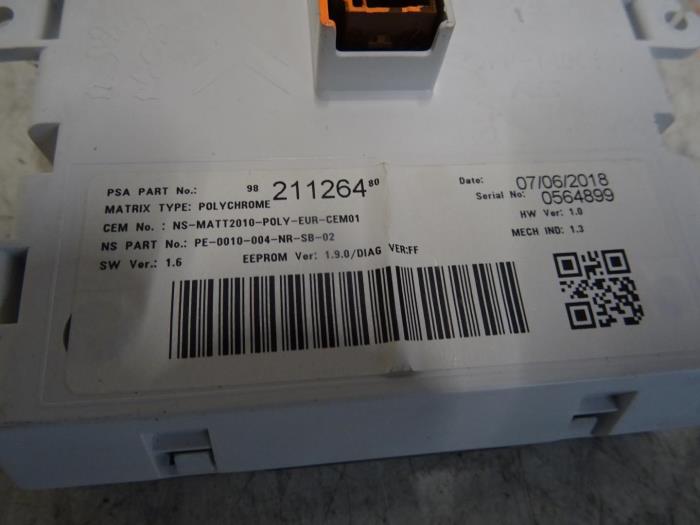 PSA PART No.: 98 211264 80
MATRIX TYPE: POLYCHROME
CEM No. : NS-MATT2010-POLY-EUR-CEM01
NS PART No.: PE-0010-004-NR-SB-02
SW Ver.: 1.6 EEPROM Ver: 1.9.0/DIAG VER:FF
Date: 07/06/2018
Serial No: 0564899
HW Ver: 1.0
MECH IND: 1.3